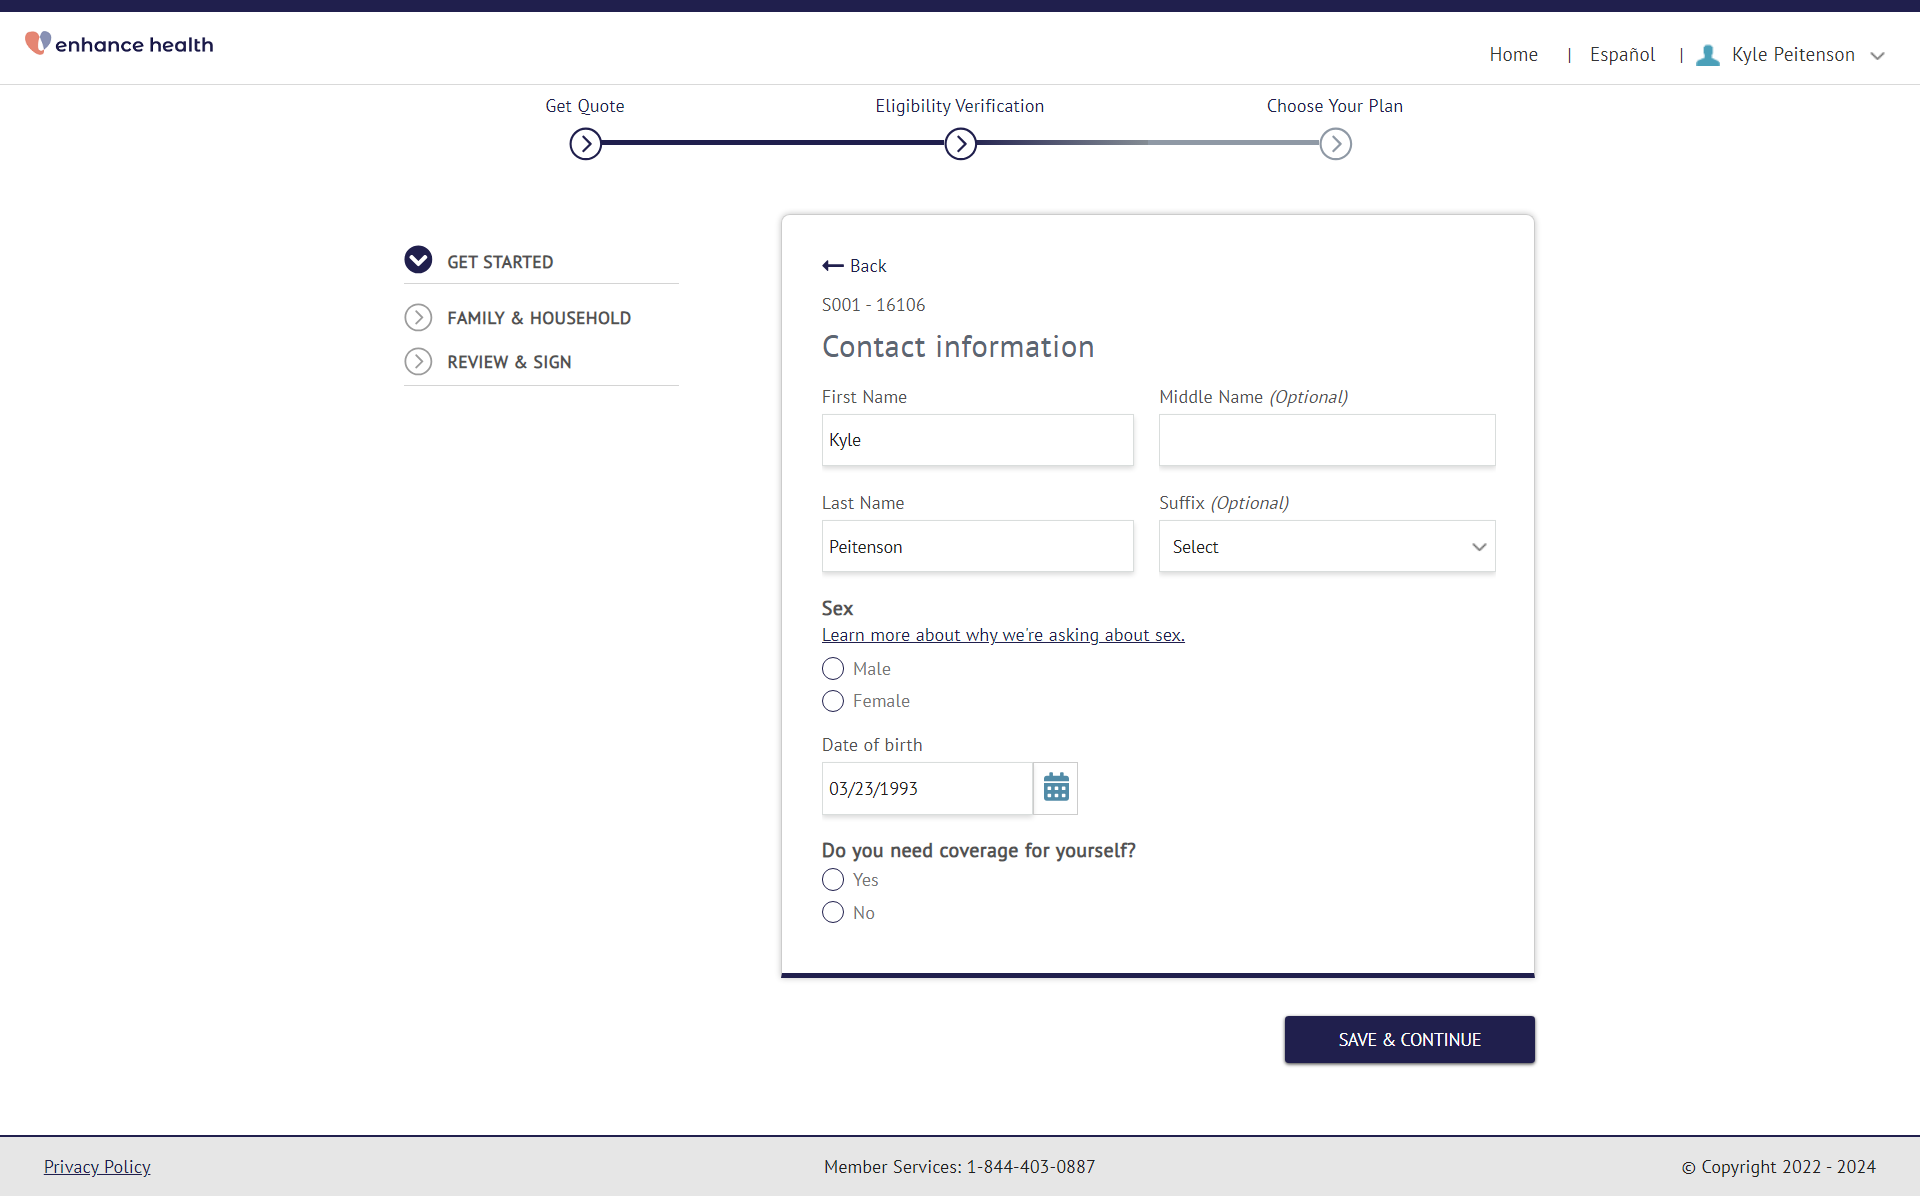 enhance health
Home | Español | Kyle Peitenson
Get Quote
Eligibility Verification
Choose Your Plan
GET STARTED
FAMILY & HOUSEHOLD
REVIEW & SIGN
Back
S001 - 16106
Contact information
First Name
Middle Name (Optional)
Kyle
Last Name
Suffix (Optional)
Peitenson
Select
Sex
Learn more about why we're asking about sex.
Male
Female
Date of birth
03/23/1993
Do you need coverage for yourself?
Yes
No
SAVE & CONTINUE
Privacy Policy
Member Services: 1-844-403-0887
© Copyright 2022 - 2024